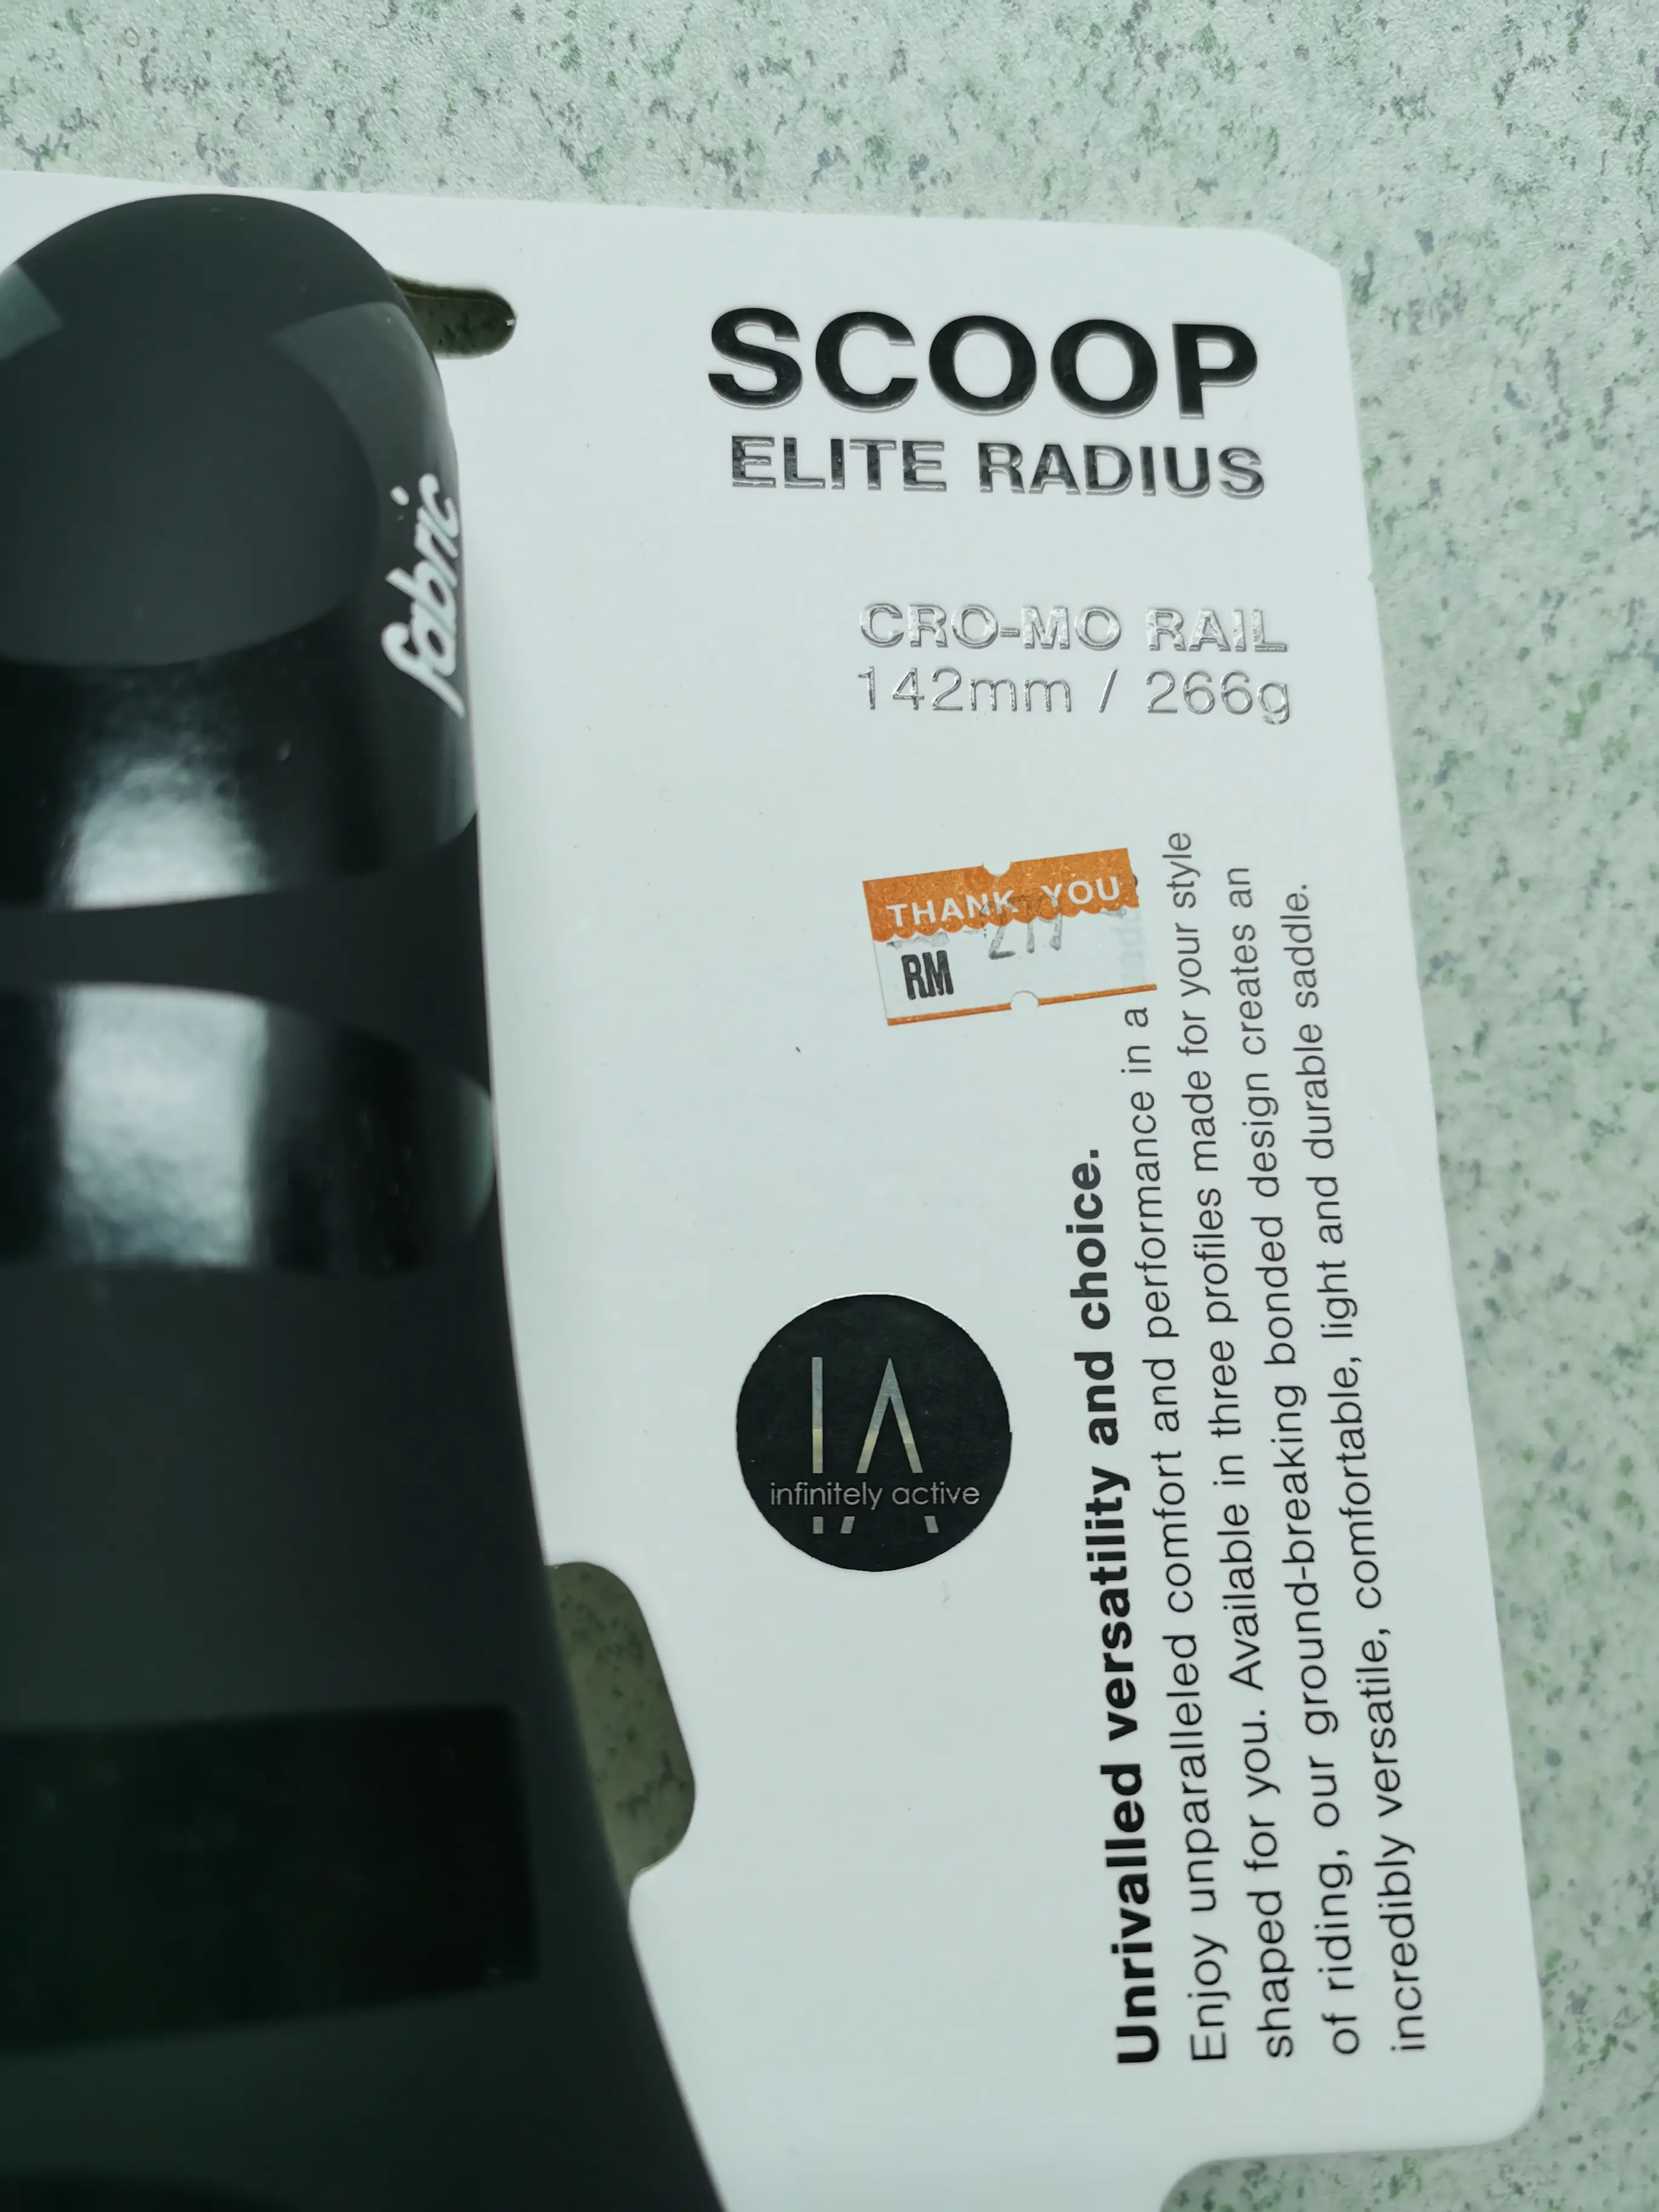 SCOOP
ELITE RADIUS
CRO-MO RAIL
142mm / 266g
fabric
THANK YOU
RM
infinitely active
Unrivalled versatility and choice.
Enjoy unparalleled comfort and performance in a
shaped for you. Available in three profiles made for your style
of riding, our ground-breaking bonded design creates an
incredibly versatile, comfortable, light and durable saddle.